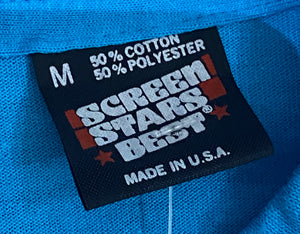 M
50% COTTON
50% POLYESTER
SCREEN
STARS
BEST®
MADE IN U.S.A.